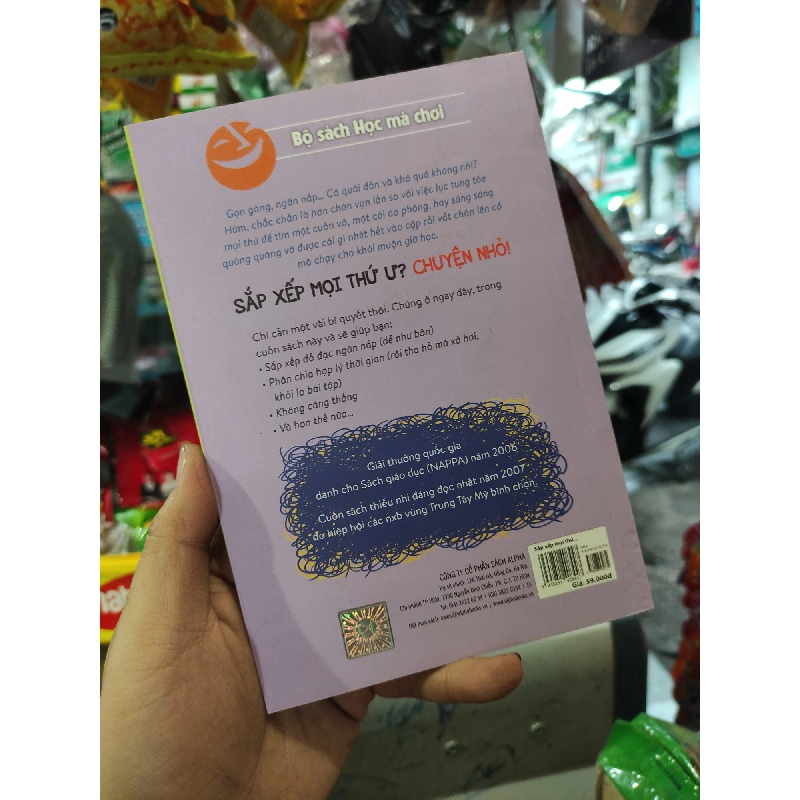 Bộ sách Học mà chơi
Gọn gàng, ngăn nắp... Có quái đản và khó quá không nhỉ?
Hừm, chắc chắn là hơn chán vạn lần so với việc lục tung tóe
mọi thứ để tìm một cuốn vở, một cái áo phông, hay sáng sáng
quáng quàng vớ được cái gì nhét hết vào cặp rồi vắt chân lên cổ
mà chạy cho khỏi muộn giờ học.
SẮP XẾP MỌI THỨ Ư? CHUYỆN NHỎ!
Chỉ cần một vài bí quyết thôi. Chúng ở ngay đây, trong
cuốn sách này và sẽ giúp bạn:
• Sắp xếp đồ đạc ngăn nắp (dễ như bỡn)
• Phân chia hợp lý thời gian (rồi tha hồ mà xả hơi,
khỏi lo bài tập)
• Không căng thẳng
• Và hơn thế nữa...
Giải thưởng quốc gia
dành cho Sách giáo dục (NAPPA) năm 2006
Cuốn sách thiếu nhi đáng đọc nhất năm 2007
do hiệp hội các nxb vùng Trung Tây Mỹ bình chọn.
CÔNG TY CỔ PHẦN SÁCH ALPHA
Sắp xếp mọi thứ...
Giá: 59.000đ